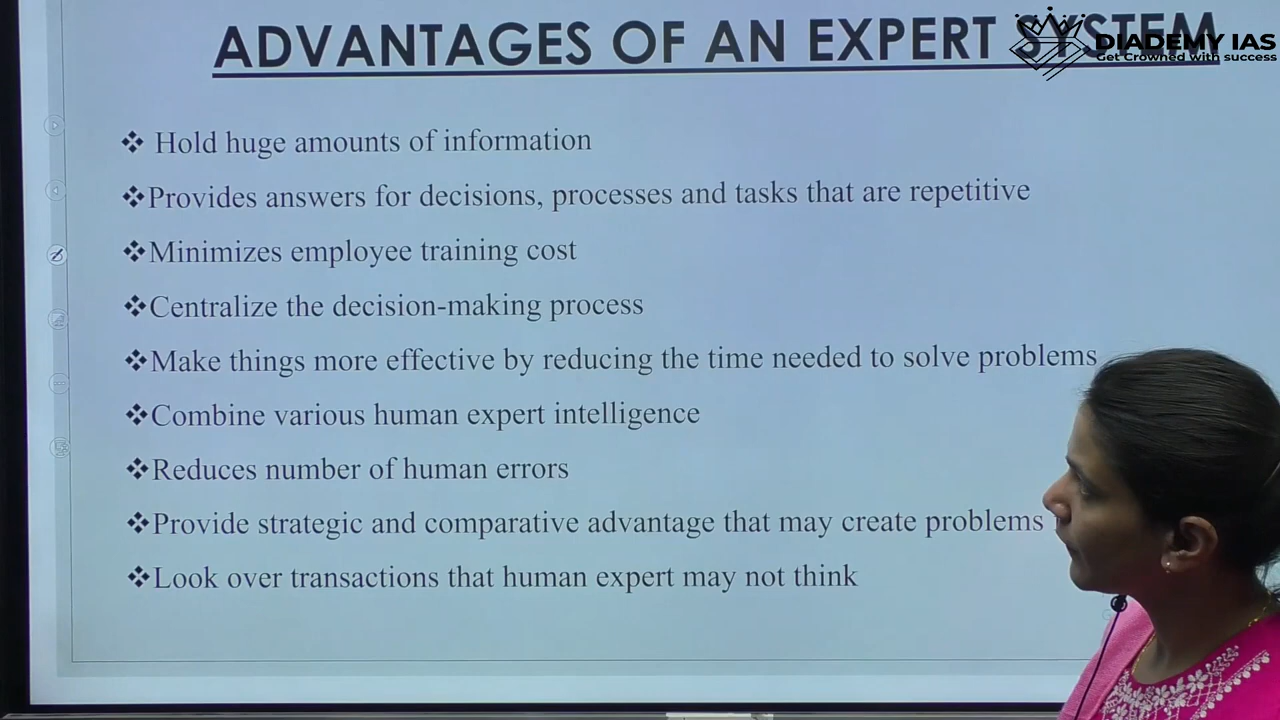 ADVANTAGES OF AN EXPERT SYSTEM
DIADEMY IAS
Get Crowned with success
❖ Hold huge amounts of information
❖Provides answers for decisions, processes and tasks that are repetitive
❖Minimizes employee training cost
❖Centralize the decision-making process
❖Make things more effective by reducing the time needed to solve problems
❖Combine various human expert intelligence
❖Reduces number of human errors
❖Provide strategic and comparative advantage that may create problems
❖Look over transactions that human expert may not think